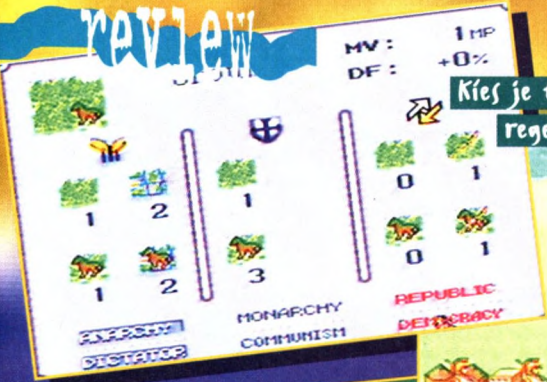 review
MV: 1 MP
DF: +0%
Kies je
1 2
1
0 1
1 2
3
0 1
ANARCHY
DICTATOR
MONARCHY
COMMUNISM
REPUBLIC
DEMOCRACY